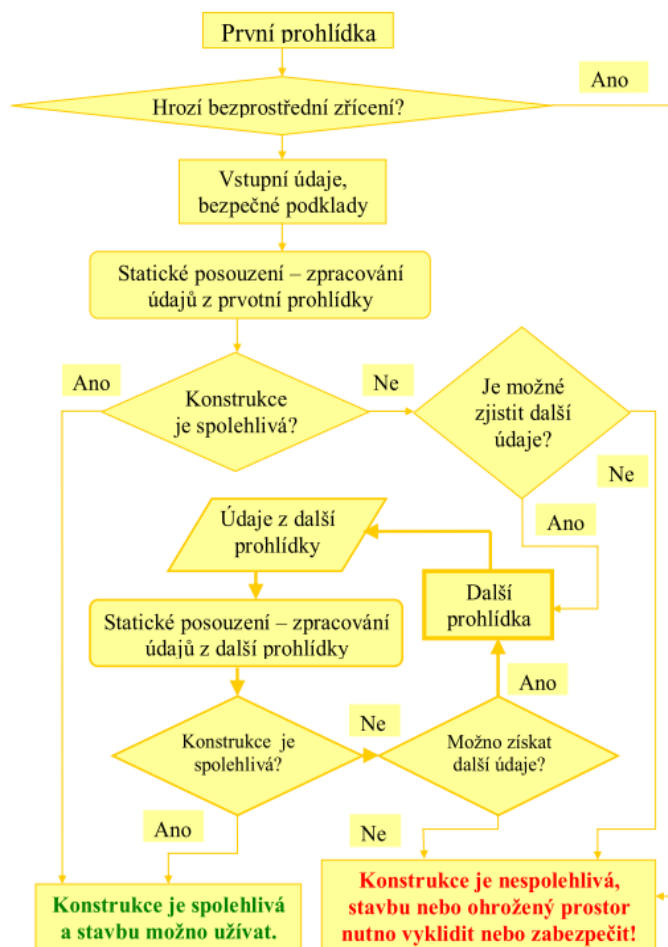 První prohlídka
Ano
Hrozí bezprostřední zřícení?
Vstupní údaje,
bezpečné podklady
Statické posouzení – zpracování
údajů z prvotní prohlídky
Ano
Konstrukce
je spolehlivá?
Ne
Je možné
zjistit další
údaje?
Ne
Ano
Údaje z další
prohlídky
Další
prohlídka
Statické posouzení – zpracování
údajů z další prohlídky
Ano
Konstrukce je
spolehlivá?
Ne
Možno získat
další údaje?
Ano
Ne
Konstrukce je spolehlivá
a stavbu možno užívat.
Konstrukce je nespolehlivá,
stavbu nebo ohrožený prostor
nutno vyklidit nebo zabezpečit!